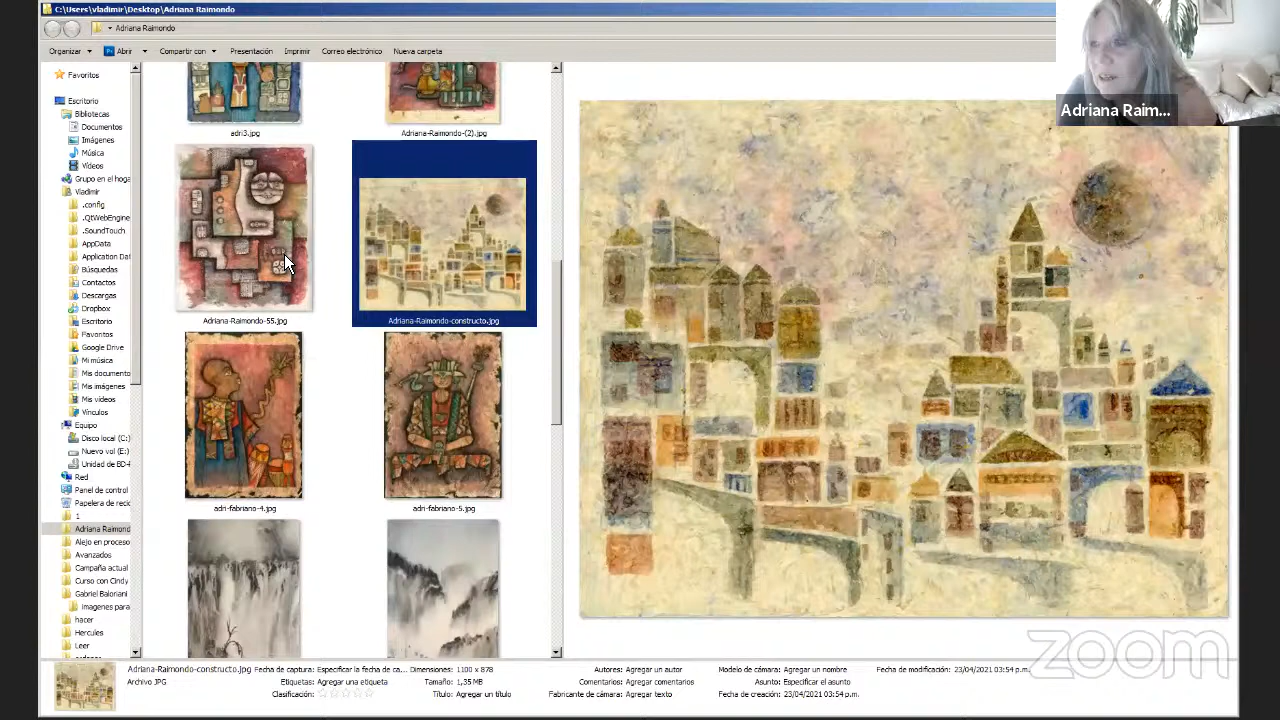 C:\Users\vladimir\Desktop\Adriana Raimondo
Adriana Raimondo
Organizar Abrir Compartir con Presentación Imprimir Correo electrónico Nueva carpeta
Adriana Raim...
Favoritos
Escritorio
Bibliotecas
Documentos
Imágenes
Música
Vídeos
Grupo en el hoga
Vladimir
.config
.QtWebEngine
.SoundTouch
AppData
Application Dat
Búsquedas
Contactos
Descargas
Dropbox
Escritorio
Favoritos
Google Drive
Mi música
Mis documento
Mis imágenes
Mis vídeos
Vínculos
Equipo
Disco local (C:)
Nuevo vol (E:)
Unidad de BD-F
Red
Panel de control
Papelera de recic
1
Adriana Raimond
Alejo en proceso
Avanzados
Campaña actual
Curso con Cindy
Gabriel Baloriani
imagenes para
hacer
Hercules
Leer
adri3.jpg
Adriana-Raimondo-(2).jpg
Adriana-Raimondo-55.jpg
Adriana-Raimondo-constructo.jpg
adri-fabriano-4.jpg
adri-fabriano-5.jpg
zoom
Adriana-Raimondo-constructo.jpg Fecha de captura: Especificar la fecha de ca... Dimensiones: 1100 x 878 Autores: Agregar un autor Modelo de cámara: Agregar un nombre Fecha de modificación: 23/04/2021 03:54 p.m.
Archivo JPG Etiquetas: Agregar una etiqueta Tamaño: 1,35 MB Comentarios: Agregar comentarios Asunto: Especificar el asunto
Clasificación: Título: Agregar un título Fabricante de cámara: Agregar texto Fecha de creación: 23/04/2021 03:54 p.m.